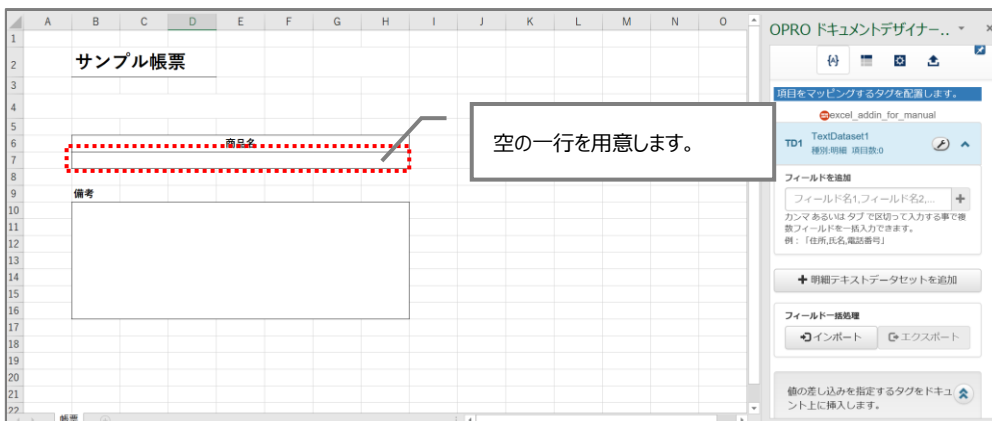 A B C D E F G H I J K L M N O
1
2
3
4
5
6
7
8
9
10
11
12
13
14
15
16
17
18
19
20
21
22
サンプル帳票
商品名
備考
空の一行を用意します。
帳票
OPRO ドキュメントデザイナー..
項目をマッピングするタグを配置します。
excel_addin_for_manual
TD1 TextDataset1
種別:明細 項目数:0
フィールドを追加
フィールド名1,フィールド名2,...
カンマ あるいは タブ で区切って入力する事で複
数フィールドを一括入力できます。
例：「住所,氏名,電話番号」
明細テキストデータセットを追加
フィールド一括処理
インポート エクスポート
値の差し込みを指定するタグをドキュメ
ント上に挿入します。